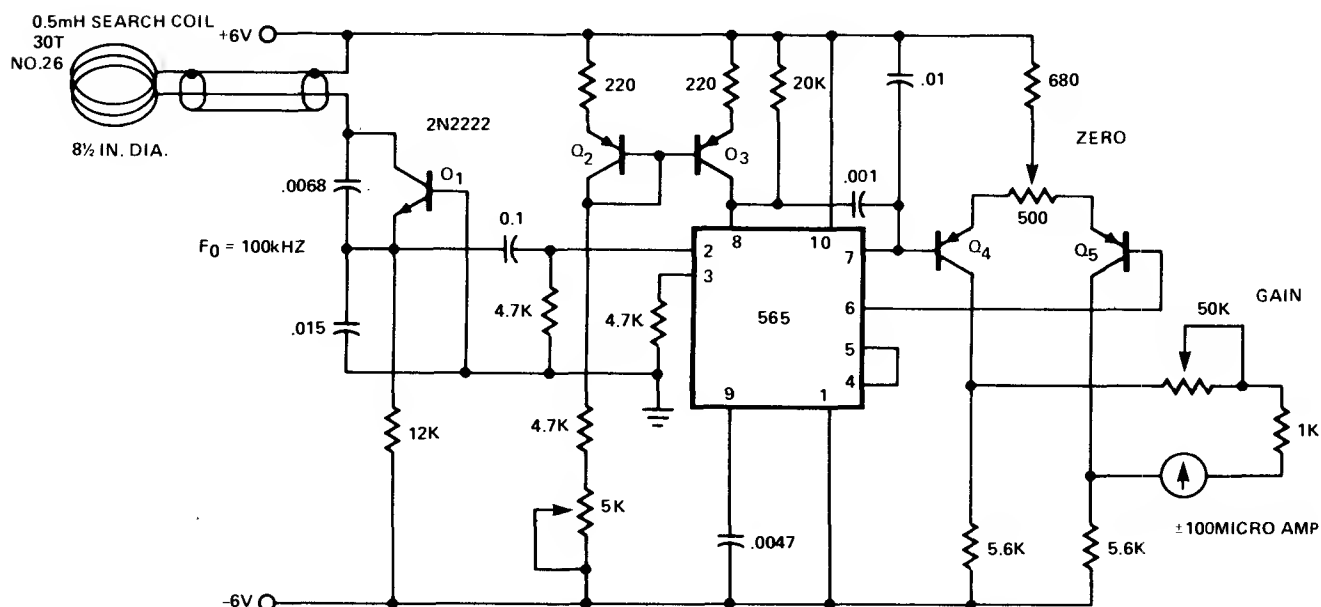 0.5mH SEARCH COIL
30T
NO.26
8½ IN. DIA.
+6V
2N2222
O1
.0068
F0 = 100kHZ
.015
12K
0.1
4.7K
4.7K
220
Q2
220
O3
20K
.01
.001
680
ZERO
500
Q4
Q5
2
3
8
10
7
6
5
4
9
1
565
4.7K
5K
.0047
GAIN
50K
1K
±100MICRO AMP
5.6K
5.6K
-6V